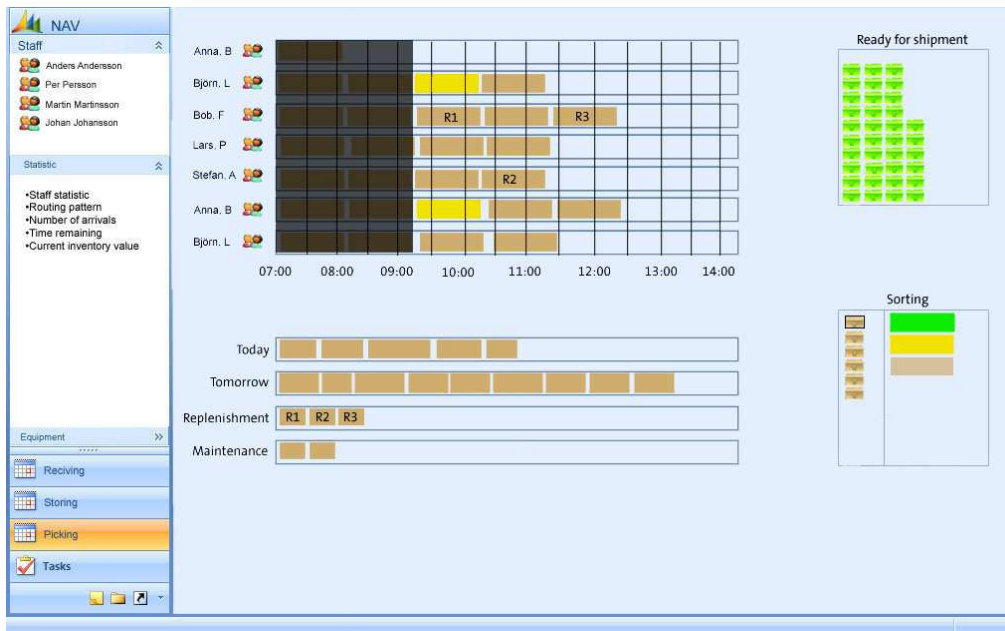 NAV
Staff
Anders Andersson
Per Persson
Martin Martinsson
Johan Johansson
Statistic
•Staff statistic
•Routing pattern
•Number of arrivals
•Time remaining
•Current inventory value
Equipment
Reciving
Storing
Picking
Tasks
Anna. B
Björn. L
Bob. F R1 R3
Lars. P
Stefan. A R2
Anna. B
Björn. L
07:00 08:00 09:00 10:00 11:00 12:00 13:00 14:00
Today
Tomorrow
Replenishment R1 R2 R3
Maintenance
Ready for shipment
Sorting